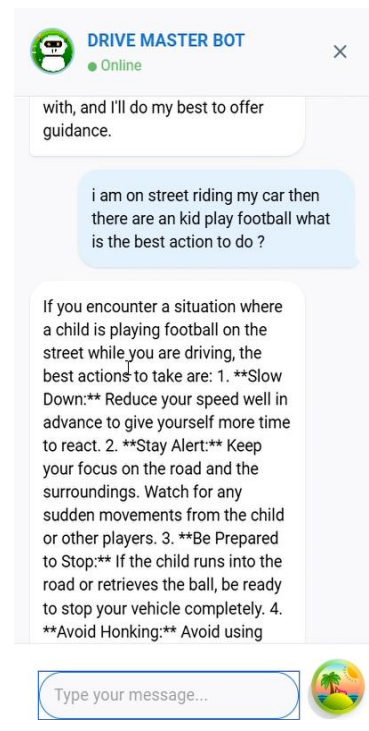 DRIVE MASTER BOT
Online
with, and I'll do my best to offer
guidance.
i am on street riding my car then
there are an kid play football what
is the best action to do ?
If you encounter a situation where
a child is playing football on the
street while you are driving, the
best actions to take are: 1. **Slow
Down:** Reduce your speed well in
advance to give yourself more time
to react. 2. **Stay Alert:** Keep
your focus on the road and the
surroundings. Watch for any
sudden movements from the child
or other players. 3. **Be Prepared
to Stop:** If the child runs into the
road or retrieves the ball, be ready
to stop your vehicle completely. 4.
**Avoid Honking:** Avoid using
Type your message...